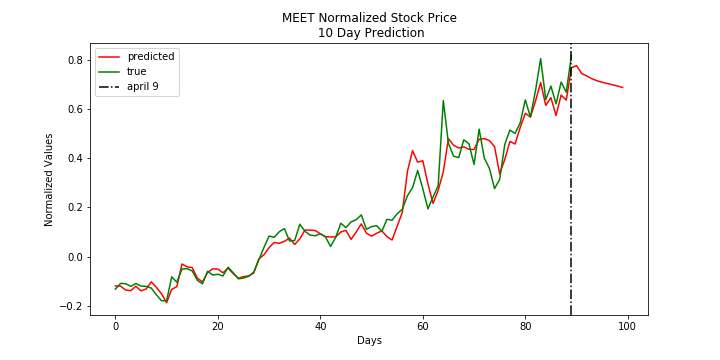 MEET Normalized Stock Price
10 Day Prediction
predicted
true
april 9
Normalized Values
0.8
0.6
0.4
0.2
0.0
−0.2
0 20 40 60 80 100
Days